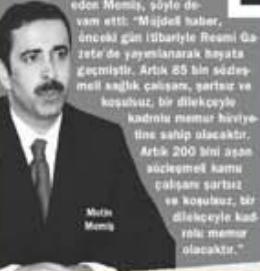 eden Memiş, şöyle de-
vam etti: "Müjdeli haber,
önceki gün itibariyle Resmi Ga-
zete'de yayımlanarak hayata
geçmiştir. Artık 85 bin sözleş-
meli sağlık çalışanı, şartsız ve
koşulsuz, bir dilekçeyle
kadrolu memur hüviye-
tine sahip olacaktır.
Artık 200 bini aşan
sözleşmeli kamu
çalışanı şartsız
ve koşulsuz, bir
dilekçeyle kad-
rolu memur
olacaktır."
Metin
Memiş